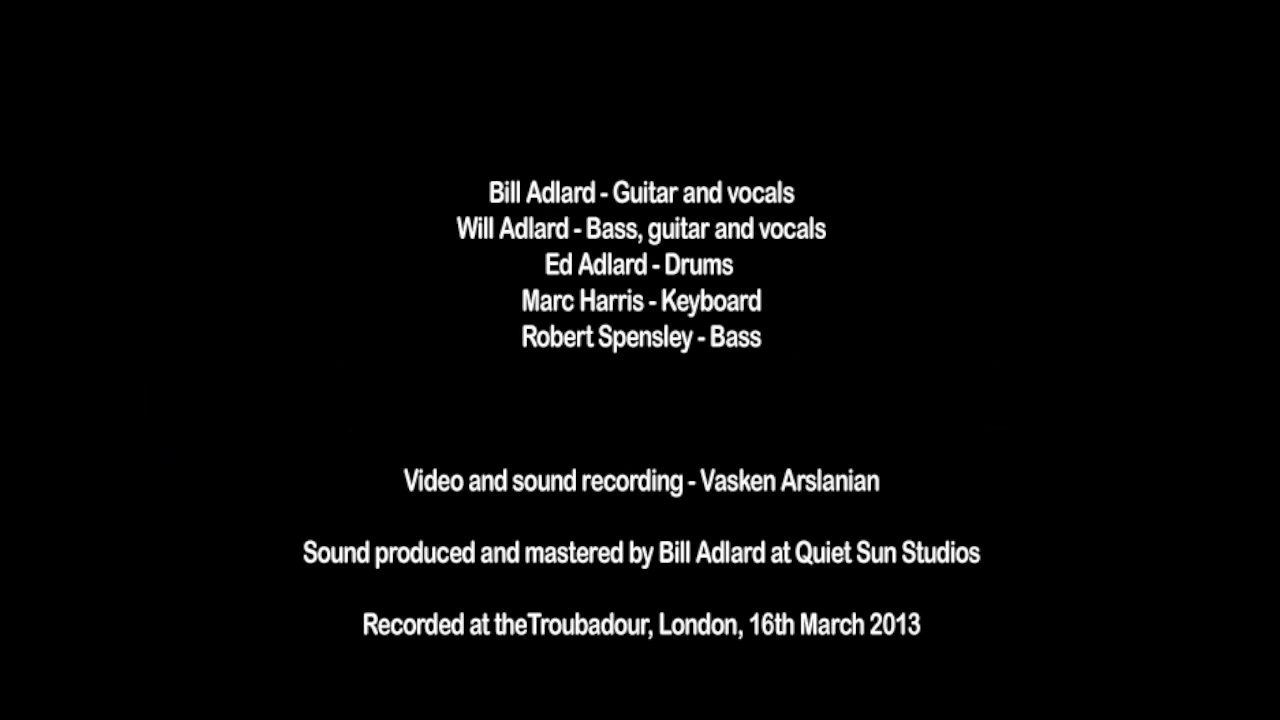 Bill Adlard - Guitar and vocals
Will Adlard - Bass, guitar and vocals
Ed Adlard - Drums
Marc Harris - Keyboard
Robert Spensley - Bass
Video and sound recording - Vasken Arslanian
Sound produced and mastered by Bill Adlard at Quiet Sun Studios
Recorded at theTroubadour, London, 16th March 2013